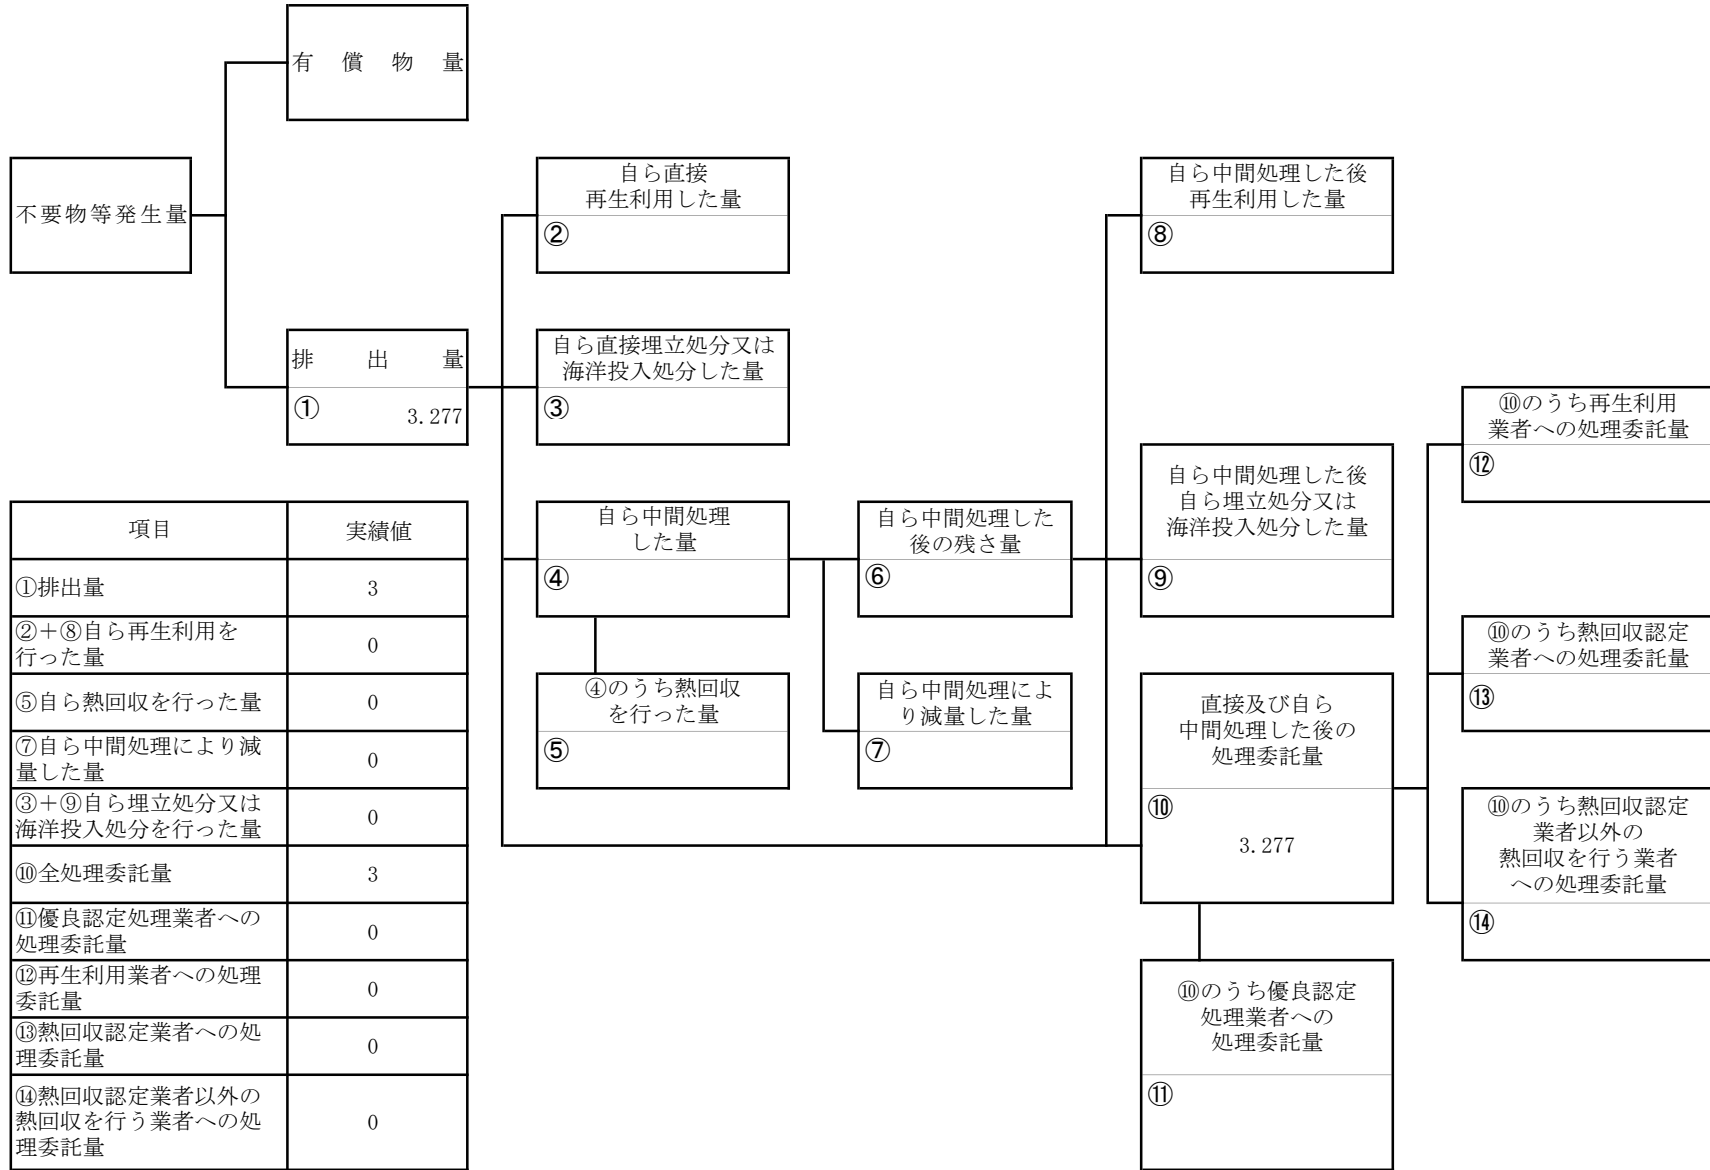 有償物量
不要物等発生量
排出量
① 3.277
自ら直接
再生利用した量
②
自ら直接埋立処分又は
海洋投入処分した量
③
自ら中間処理
した量
④
④のうち熱回収
を行った量
⑤
自ら中間処理した
後の残さ量
⑥
自ら中間処理によ
り減量した量
⑦
自ら中間処理した後
再生利用した量
⑧
自ら中間処理した後
自ら埋立処分又は
海洋投入処分した量
⑨
直接及び自ら
中間処理した後の
処理委託量
⑩
3.277
⑩のうち優良認定
処理業者への
処理委託量
⑪
⑩のうち再生利用
業者への処理委託量
⑫
⑩のうち熱回収認定
業者への処理委託量
⑬
⑩のうち熱回収認定
業者以外の
熱回収を行う業者
への処理委託量
⑭
項目 実績値
①排出量 3
②＋⑧自ら再生利用を
行った量 0
⑤自ら熱回収を行った量 0
⑦自ら中間処理により減
量した量 0
③＋⑨自ら埋立処分又は
海洋投入処分を行った量 0
⑩全処理委託量 3
⑪優良認定処理業者への
処理委託量 0
⑫再生利用業者への処理
委託量 0
⑬熱回収認定業者への処
理委託量 0
⑭熱回収認定業者以外の
熱回収を行う業者への処
理委託量 0